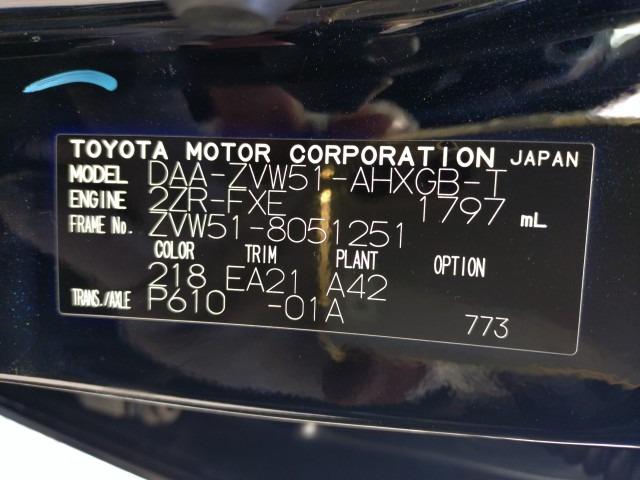 TOYOTA MOTOR CORPORATION JAPAN
MODEL DAA-ZVW51-AHXGB-T
ENGINE 2ZR-FXE 1797 mL
FRAME No. ZVW51-8051251
COLOR TRIM PLANT OPTION
218 EA21 A42
TRANS./AXLE P610 -01A 773